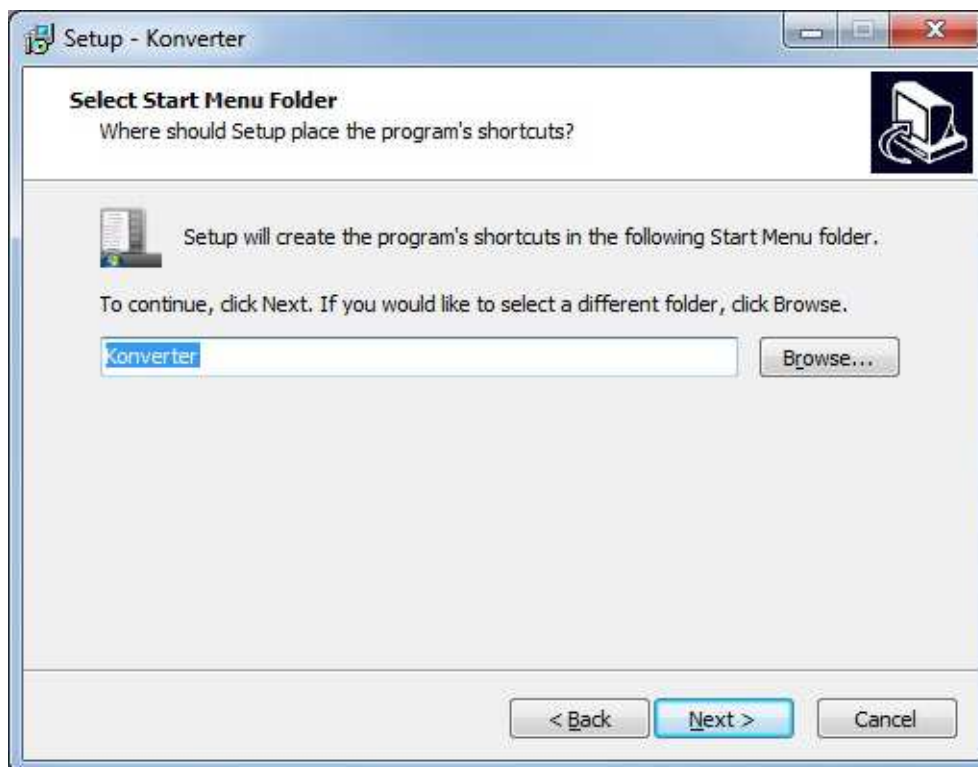 Setup - Konverter
Select Start Menu Folder
Where should Setup place the program's shortcuts?
Setup will create the program's shortcuts in the following Start Menu folder.
To continue, click Next. If you would like to select a different folder, click Browse.
Konverter
Browse...
< Back
Next >
Cancel